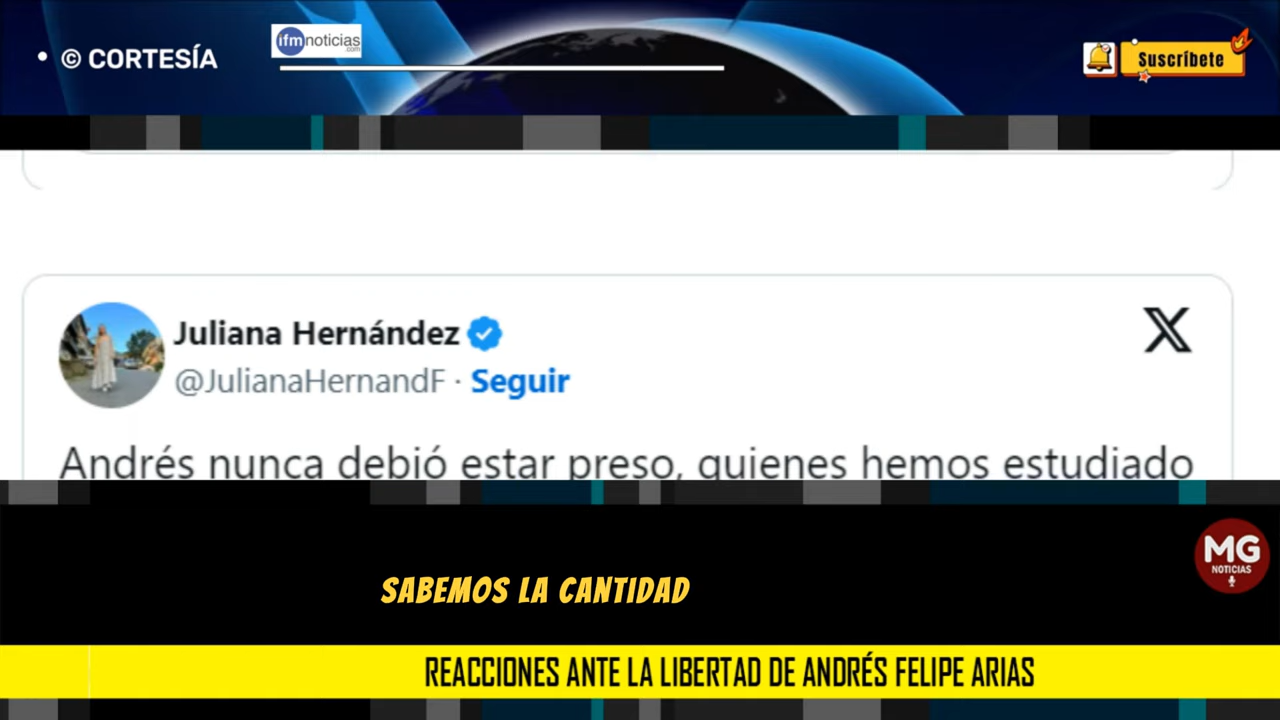 © CORTESÍA
ifmnoticias
.com
Suscríbete
Juliana Hernández
@JulianaHernandF · Seguir
Andrés nunca debió estar preso, quienes hemos estudiado
SABEMOS LA CANTIDAD
MG
NOTICIAS
REACCIONES ANTE LA LIBERTAD DE ANDRÉS FELIPE ARIAS